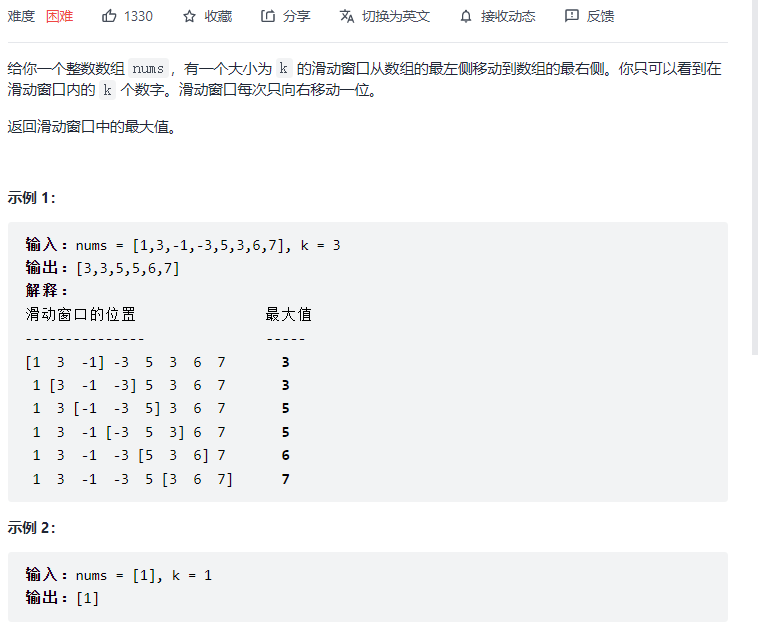 难度 困难 1330 收藏 分享 切换为英文 接收动态 反馈
给你一个整数数组 nums ，有一个大小为 k 的滑动窗口从数组的最左侧移动到数组的最右侧。你只可以看到在
滑动窗口内的 k 个数字。滑动窗口每次只向右移动一位。
返回滑动窗口中的最大值。
示例 1：
输入：nums = [1,3,-1,-3,5,3,6,7], k = 3
输出：[3,3,5,5,6,7]
解释：
滑动窗口的位置                最大值
---------------               -----
[1  3  -1] -3  5  3  6  7       3
 1 [3  -1  -3] 5  3  6  7       3
 1  3 [-1  -3  5] 3  6  7       5
 1  3  -1 [-3  5  3] 6  7       5
 1  3  -1  -3 [5  3  6] 7       6
 1  3  -1  -3  5 [3  6  7]      7
示例 2：
输入：nums = [1], k = 1
输出：[1]